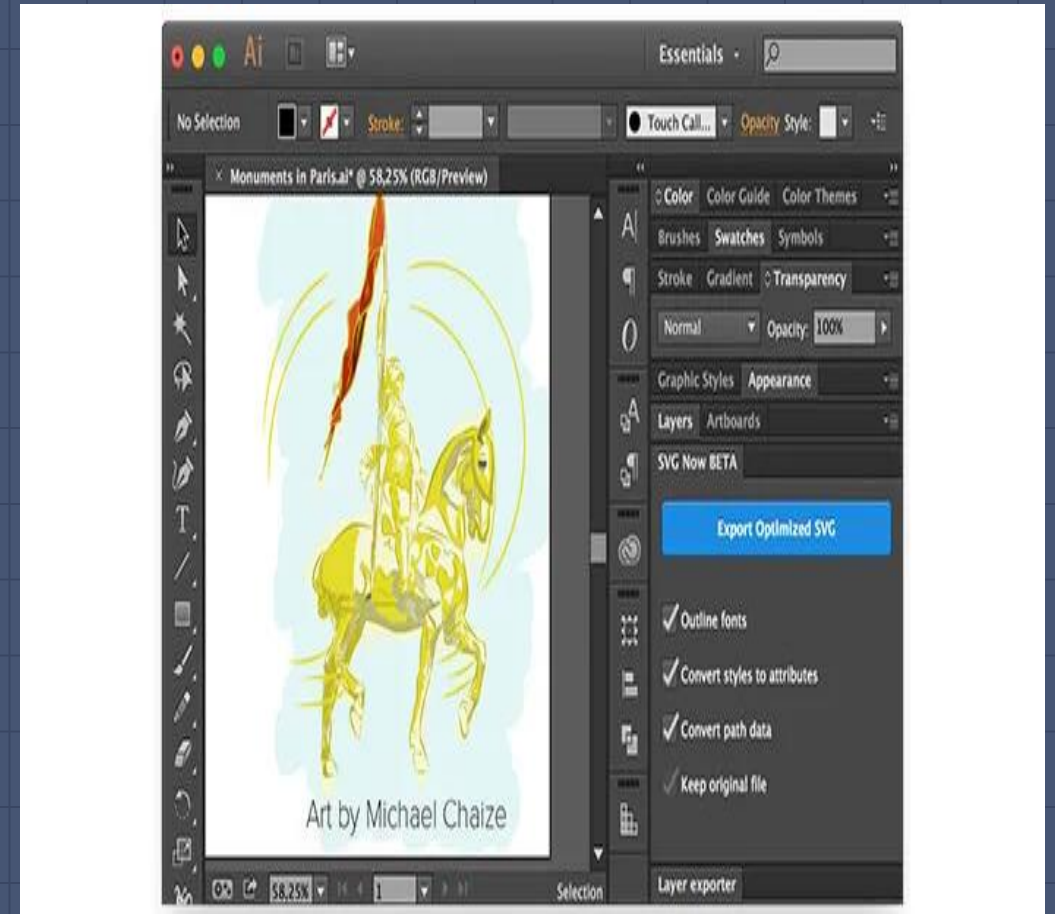 Ai
Essentials
No Selection
Stroke:
Touch Call...
Opacity Style:
× Monuments in Paris.ai* @ 58,25% (RGB/Preview)
Color Color Guide Color Themes
Brushes Swatches Symbols
Stroke Gradient Transparency
Normal Opacity: 100%
Graphic Styles Appearance
Layers Artboards
SVG Now BETA
Export Optimized SVG
Outline fonts
Convert styles to attributes
Convert path data
Keep original file
Layer exporter
Art by Michael Chaize
58,25% 1 Selection